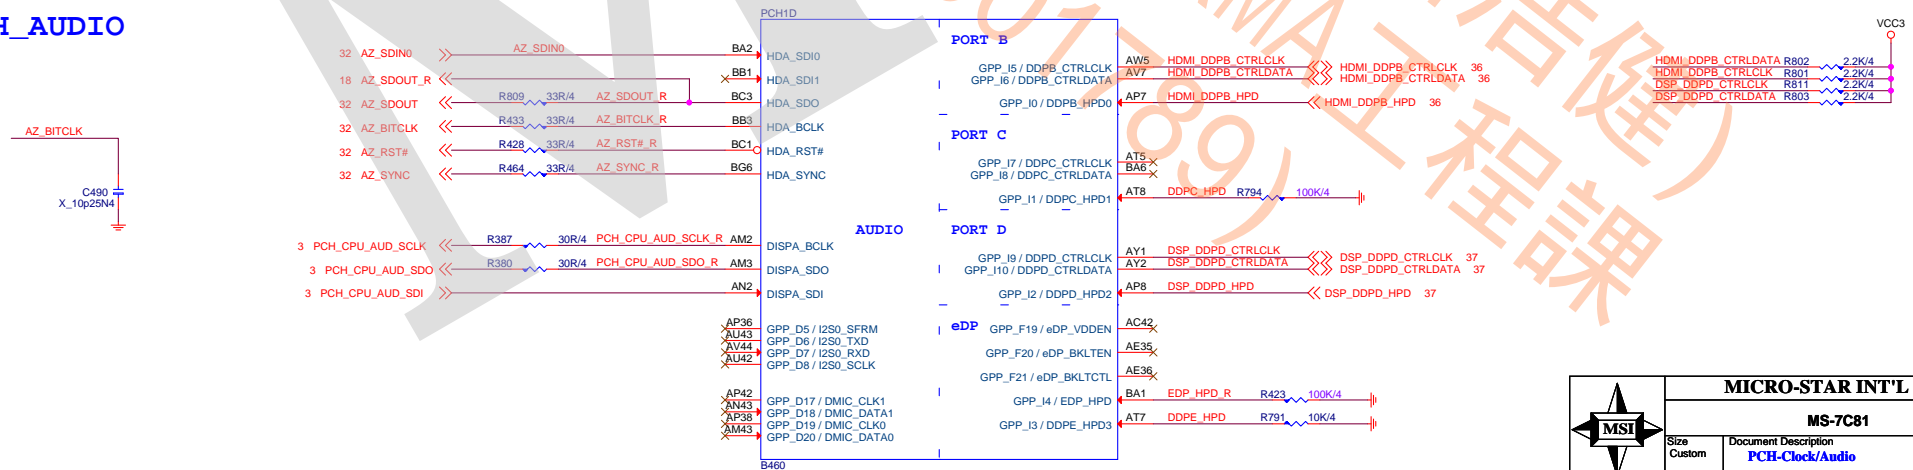 H_AUDIO
PCH1D
B460
32 AZ_SDIN0 AZ_SDIN0 BA2 HDA_SDI0
BB1 HDA_SDI1
18 AZ_SDOUT_R
32 AZ_SDOUT R809 33R/4 AZ_SDOUT_R BC3 HDA_SDO
32 AZ_BITCLK R433 33R/4 AZ_BITCLK_R BB3 HDA_BCLK
32 AZ_RST# R428 33R/4 AZ_RST#_R BC1 HDA_RST#
32 AZ_SYNC R464 33R/4 AZ_SYNC_R BG6 HDA_SYNC
AZ_BITCLK
C490
X_10p25N4
AUDIO
3 PCH_CPU_AUD_SCLK R387 30R/4 PCH_CPU_AUD_SCLK_R AM2 DISPA_BCLK
3 PCH_CPU_AUD_SDO R380 30R/4 PCH_CPU_AUD_SDO_R AM3 DISPA_SDO
3 PCH_CPU_AUD_SDI AN2 DISPA_SDI
AP36 GPP_D5 / I2S0_SFRM
AU43 GPP_D6 / I2S0_TXD
AV44 GPP_D7 / I2S0_RXD
AU42 GPP_D8 / I2S0_SCLK
AP42 GPP_D17 / DMIC_CLK1
AN43 GPP_D18 / DMIC_DATA1
AP38 GPP_D19 / DMIC_CLK0
AM43 GPP_D20 / DMIC_DATA0
PORT B
GPP_I5 / DDPB_CTRLCLK AW5 HDMI_DDPB_CTRLCLK HDMI_DDPB_CTRLCLK 36
GPP_I6 / DDPB_CTRLDATA AV7 HDMI_DDPB_CTRLDATA HDMI_DDPB_CTRLDATA 36
GPP_I0 / DDPB_HPD0 AP7 HDMI_DDPB_HPD HDMI_DDPB_HPD 36
PORT C
GPP_I7 / DDPC_CTRLCLK AT5
GPP_I8 / DDPC_CTRLDATA BA6
GPP_I1 / DDPC_HPD1 AT8 DDPC_HPD R794 100K/4
PORT D
GPP_I9 / DDPD_CTRLCLK AY1 DSP_DDPD_CTRLCLK DSP_DDPD_CTRLCLK 37
GPP_I10 / DDPD_CTRLDATA AY2 DSP_DDPD_CTRLDATA DSP_DDPD_CTRLDATA 37
GPP_I2 / DDPD_HPD2 AP8 DSP_DDPD_HPD DSP_DDPD_HPD 37
eDP
GPP_F19 / eDP_VDDEN AC42
GPP_F20 / eDP_BKLTEN AE35
GPP_F21 / eDP_BKLTCTL AE36
GPP_I4 / EDP_HPD BA1 EDP_HPD_R R423 100K/4
GPP_I3 / DDPE_HPD3 AT7 DDPE_HPD R791 10K/4
VCC3
HDMI_DDPB_CTRLDATA R802 2.2K/4
HDMI_DDPB_CTRLCLK R801 2.2K/4
DSP_DDPD_CTRLCLK R811 2.2K/4
DSP_DDPD_CTRLDATA R803 2.2K/4
浩健)
01789)
MA工程課
MSI
MICRO-STAR INT'L
MS-7C81
Size
Custom
Document Description
PCH-Clock/Audio